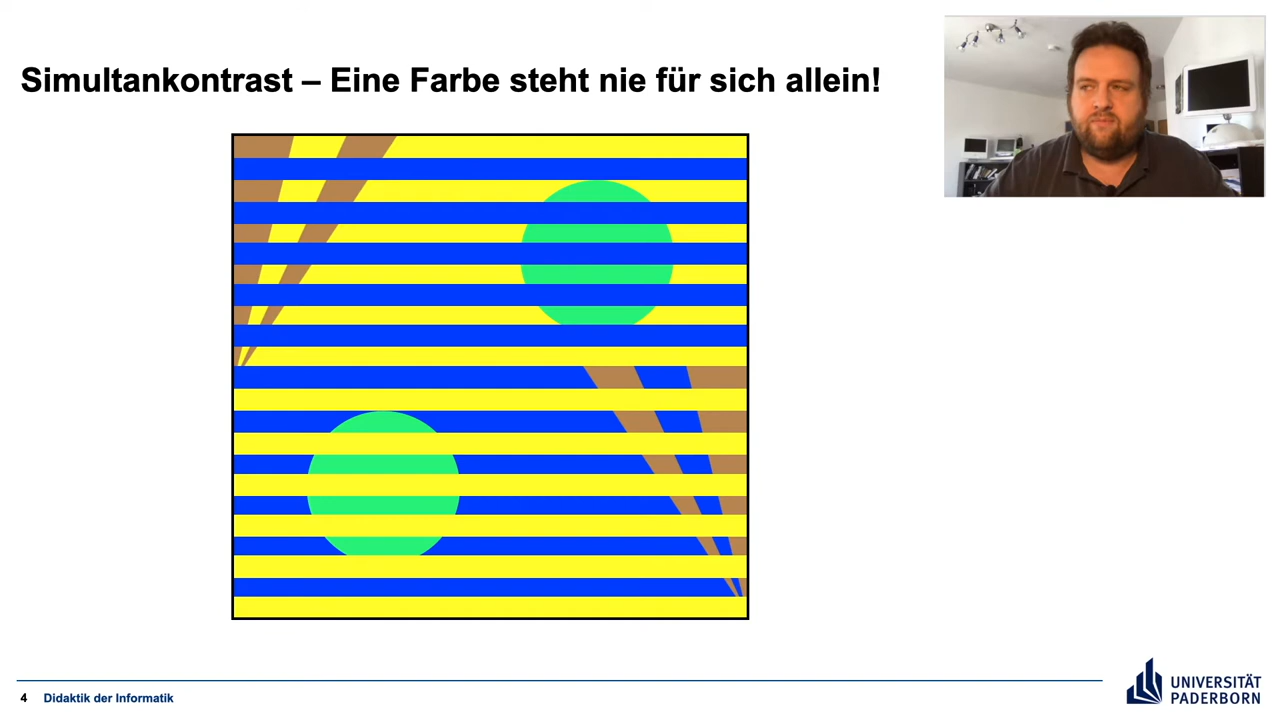 Simultankontrast – Eine Farbe steht nie für sich allein!
4 Didaktik der Informatik
UNIVERSITÄT
PADERBORN